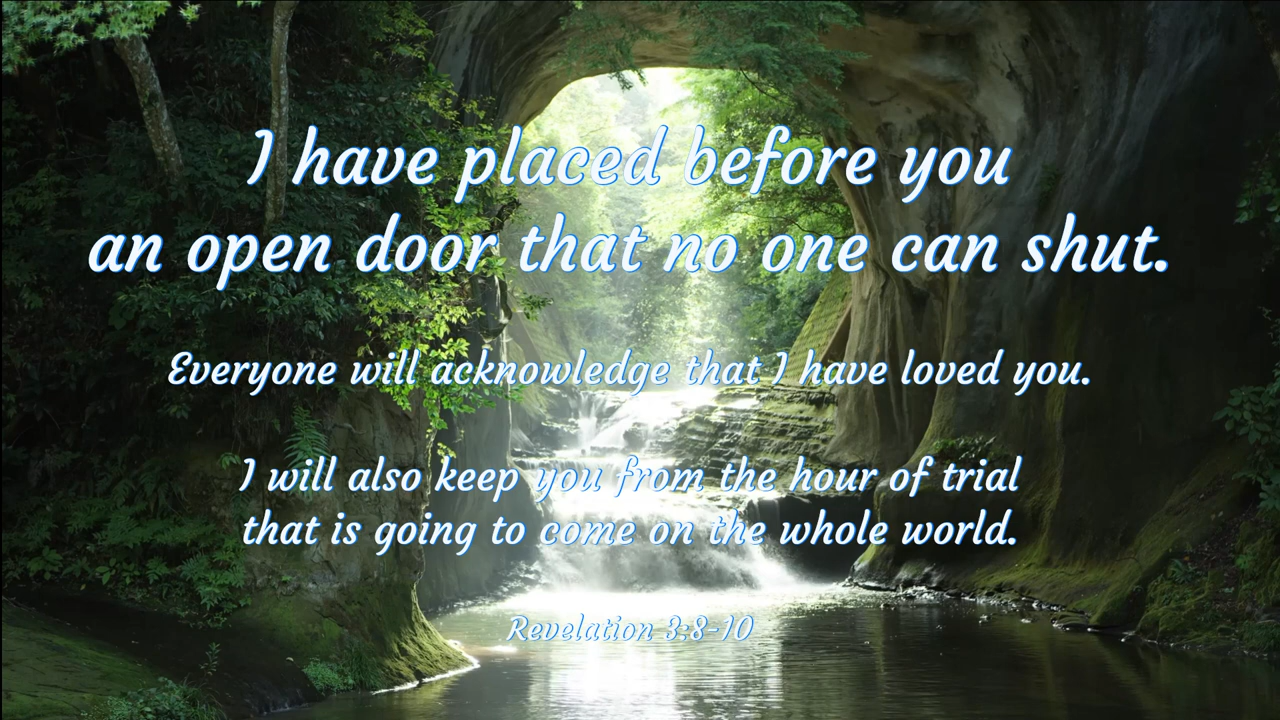 I have placed before you
an open door that no one can shut.
Everyone will acknowledge that I have loved you.
I will also keep you from the hour of trial
that is going to come on the whole world.
Revelation 3:8-10